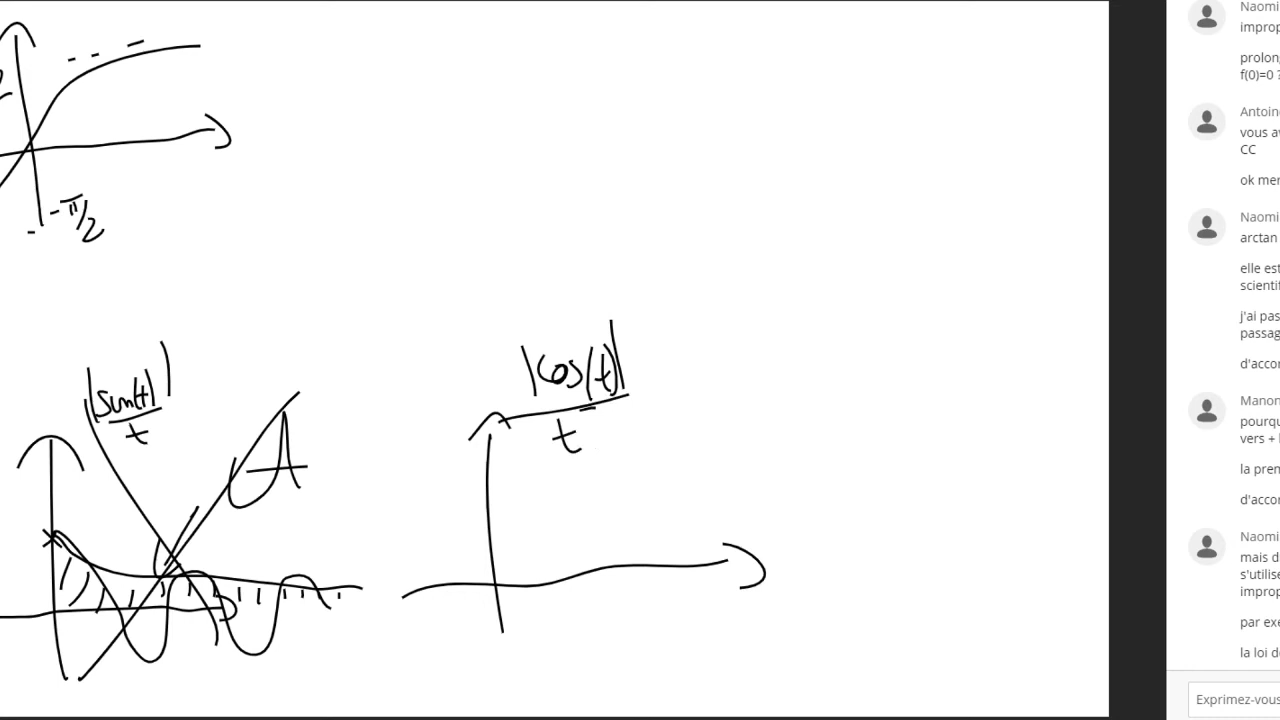 -π/2
|sin(t)|
t
|cos(t)|
t
A
Naomi
improp
prolong
f(0)=0 ?
Antoine
vous av
CC
ok mer
Naomi
arctan
elle est
scientif
j'ai pas
passag
d'accor
Manon
pourqu
vers + l
la prem
d'accor
Naomi
mais d
s'utilise
improp
par exe
la loi de
Exprimez-vous